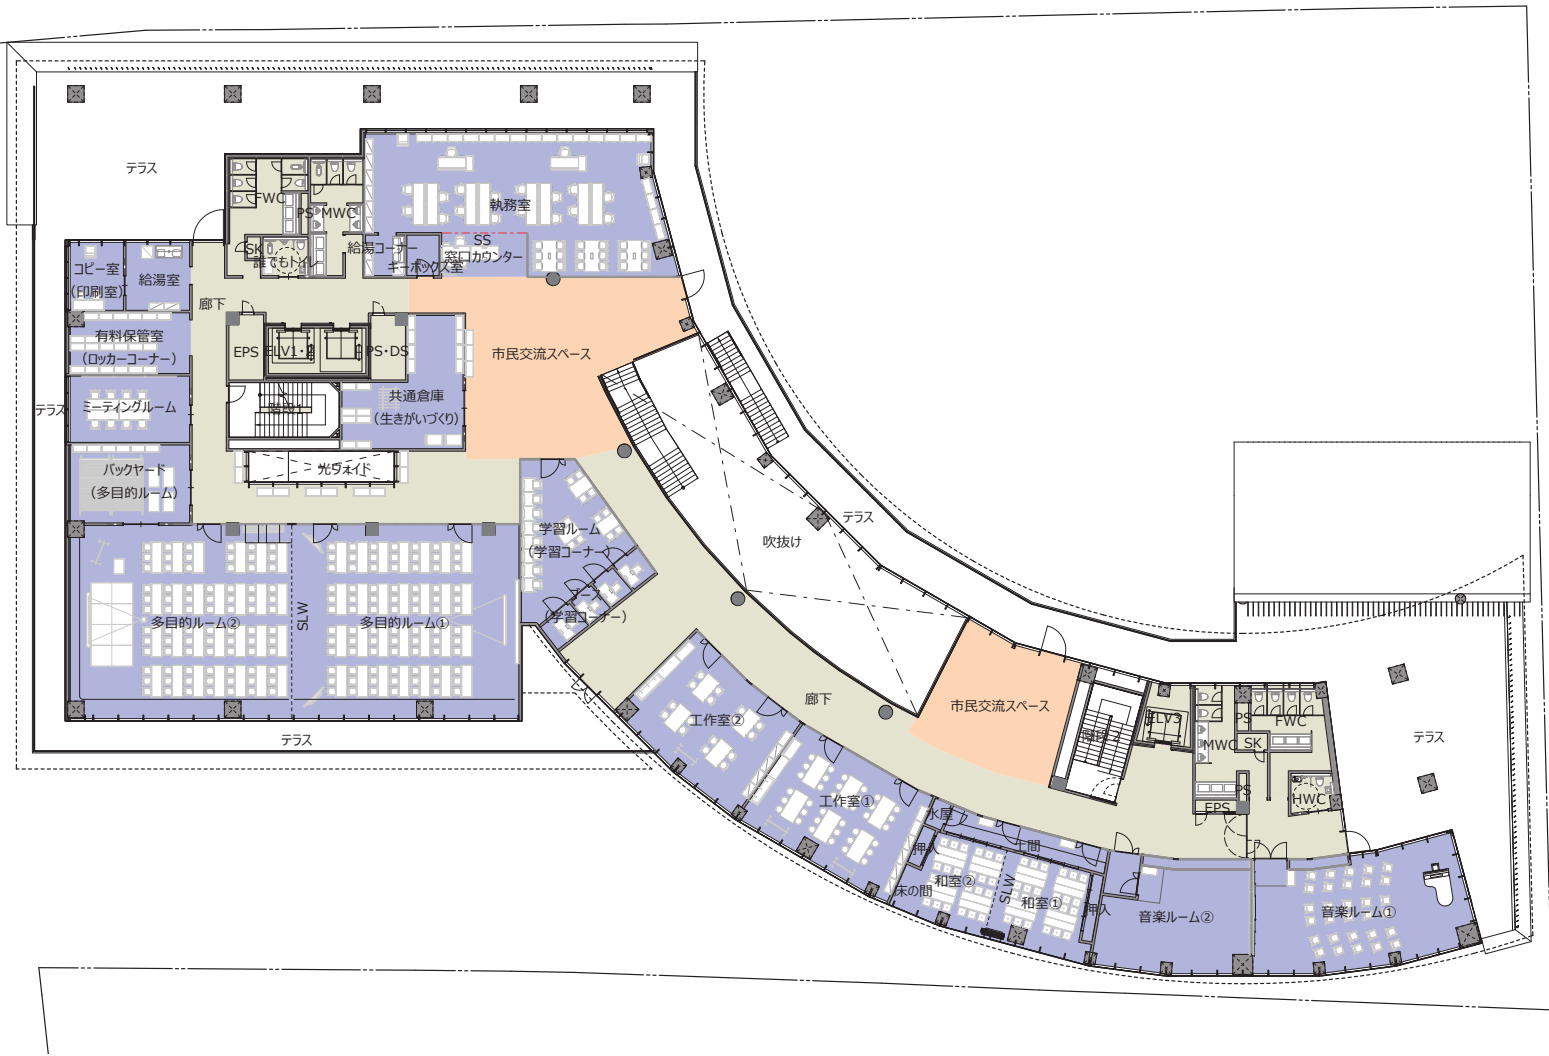 テラス
FWC
PS
MWC
執務室
SS
窓口カウンター
給湯コーナー
キーボックス室
SK
誰でもトイレ
コピー室
(印刷室)
給湯室
廊下
有料保管室
(ロッカーコーナー)
EPS
ELV1・2
PS・DS
市民交流スペース
共通倉庫
(生きがいづくり)
テラス
ミーティングルーム
階段1
バックヤード
(多目的ルーム)
光ヴォイド
学習ルーム
(学習コーナー)
ブース
(学習コーナー)
吹抜け
テラス
多目的ルーム②
SLW
多目的ルーム①
テラス
工作室②
廊下
市民交流スペース
階段2
ELV3
MWC
PS
SK
FWC
テラス
工作室①
PS
EPS
HWC
水屋
押入
土間
床の間
和室②
SLW
和室①
押入
音楽ルーム②
音楽ルーム①